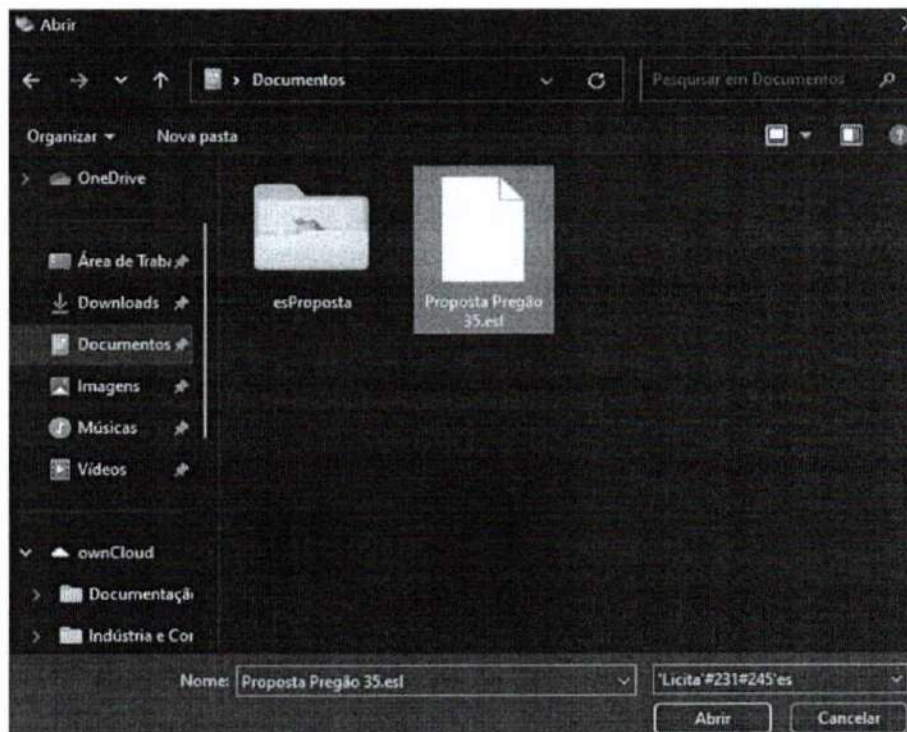 Abrir
Documentos
Pesquisar em Documentos
Organizar
Nova pasta
OneDrive
Área de Traba
Downloads
Documentos
Imagens
Músicas
Vídeos
ownCloud
Documentaçã
Indústria e Cor
esProposta
Proposta Pregão
35.esl
Nome:
Proposta Pregão 35.esl
'Licita'#231#245'es
Abrir
Cancelar